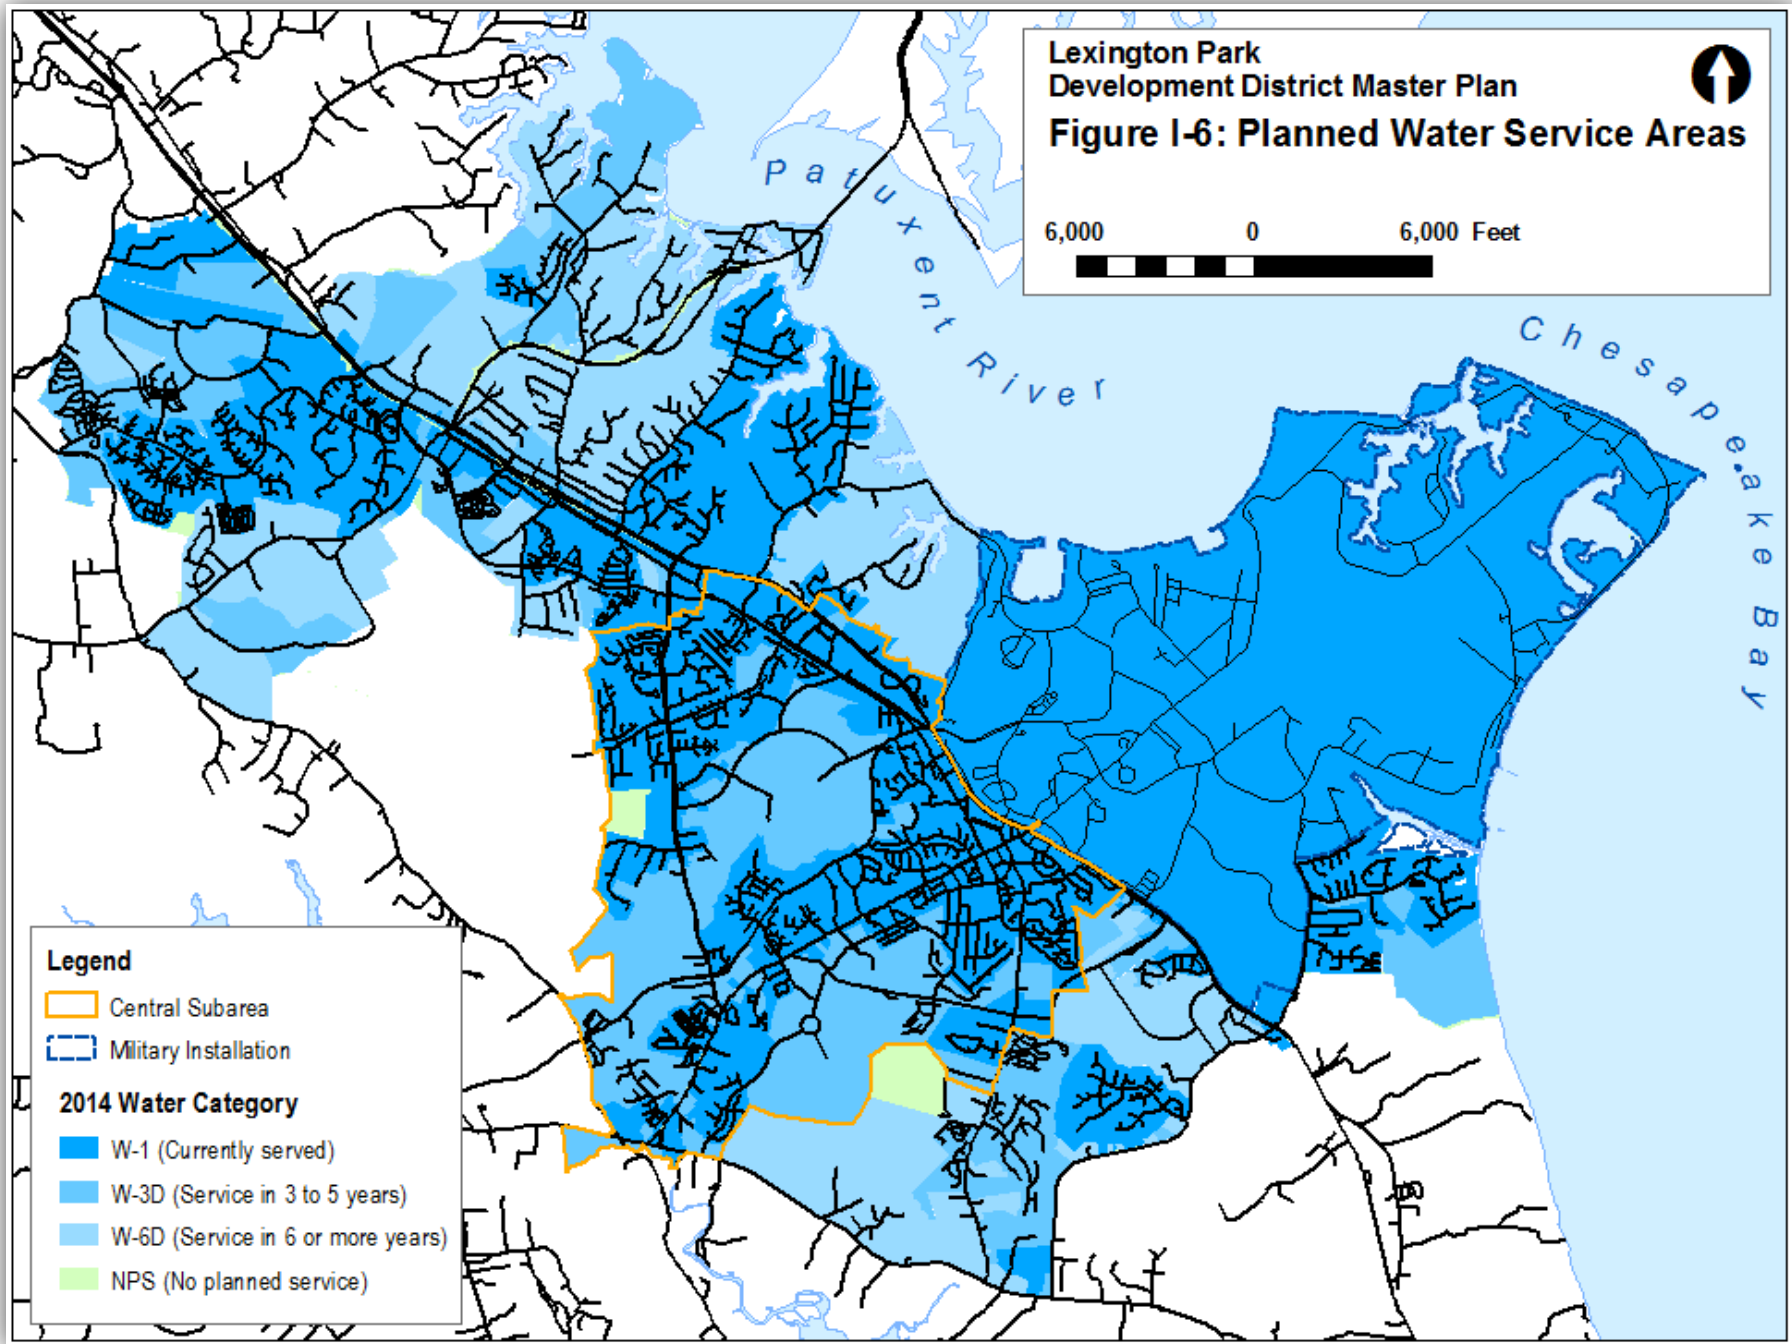 Lexington Park
Development District Master Plan
Figure I-6: Planned Water Service Areas
6,000 0 6,000 Feet
Patuxent River
Chesapeake Bay
Legend
Central Subarea
Military Installation
2014 Water Category
W-1 (Currently served)
W-3D (Service in 3 to 5 years)
W-6D (Service in 6 or more years)
NPS (No planned service)